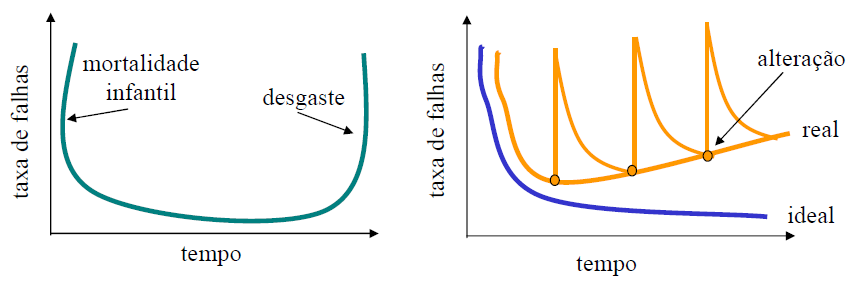 taxa de falhas
mortalidade
infantil
desgaste
tempo
taxa de falhas
alteração
real
ideal
tempo